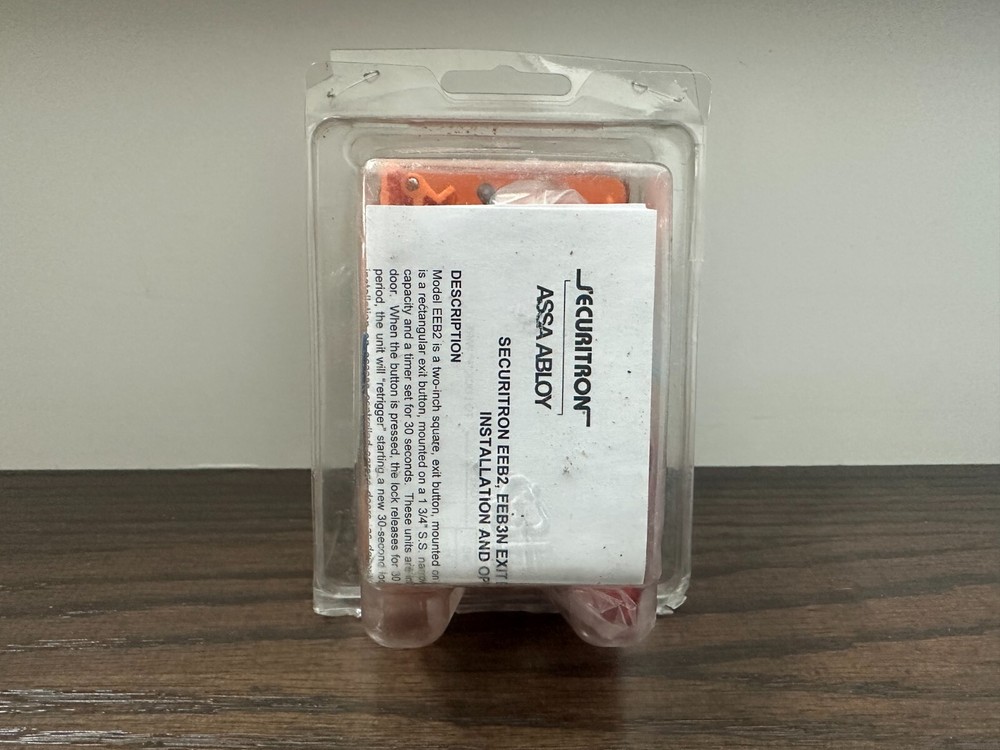 SECURITRON
ASSA ABLOY
SECURITRON EEB2, EEB3N EXIT
INSTALLATION AND OP
DESCRIPTION
Model EEB2 is a two-inch square, exit button, mounted on
is a rectangular exit button, mounted on a 1 3/4" S.S.
capacity and a timer set for 30 seconds. These units are
door. When the button is pressed, the lock releases for 30
period, the unit will "retrigger" starting a new 30-second